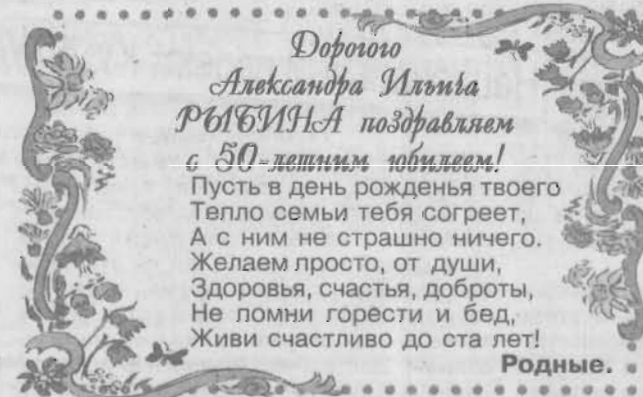 Дорогого
Александра Ильича
РЫБИНА поздравляем
с 50-летним юбилеем!
Пусть в день рожденья твоего
Тепло семьи тебя согреет,
А с ним не страшно ничего.
Желаем просто, от души,
Здоровья, счастья, доброты,
Не помни горести и бед,
Живи счастливо до ста лет!
Родные.